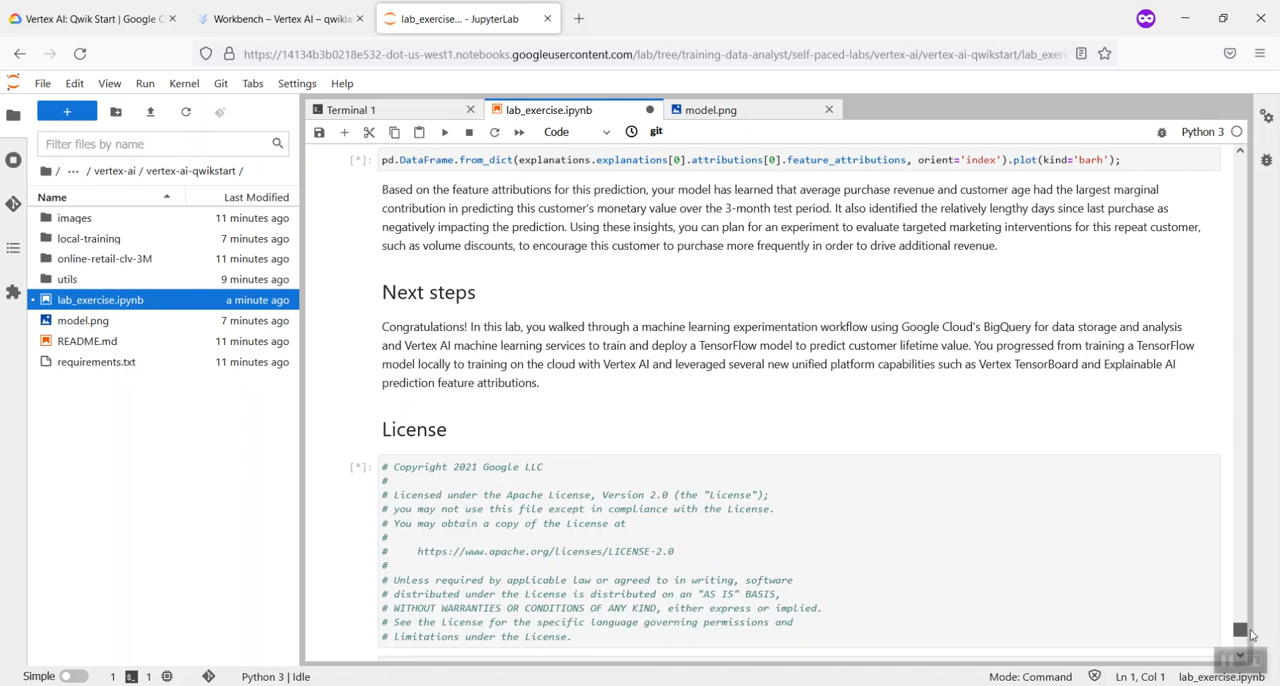 Vertex AI: Qwik Start | Google C
Workbench – Vertex AI – qwikla
lab_exercise... - JupyterLab
https://14134b3b0218e532-dot-us-west1.notebooks.googleusercontent.com/lab/tree/training-data-analyst/self-paced-labs/vertex-ai/vertex-ai-qwikstart/lab_exerc
File Edit View Run Kernel Git Tabs Settings Help
Terminal 1
lab_exercise.ipynb
model.png
Code
git
Python 3
Filter files by name
/ ... / vertex-ai / vertex-ai-qwikstart /
Name Last Modified
images 11 minutes ago
local-training 7 minutes ago
online-retail-clv-3M 11 minutes ago
utils 9 minutes ago
lab_exercise.ipynb a minute ago
model.png 7 minutes ago
README.md 11 minutes ago
requirements.txt 11 minutes ago
[*]: pd.DataFrame.from_dict(explanations.explanations[0].attributions[0].feature_attributions, orient='index').plot(kind='barh');
Based on the feature attributions for this prediction, your model has learned that average purchase revenue and customer age had the largest marginal
contribution in predicting this customer's monetary value over the 3-month test period. It also identified the relatively lengthy days since last purchase as
negatively impacting the prediction. Using these insights, you can plan for an experiment to evaluate targeted marketing interventions for this repeat customer,
such as volume discounts, to encourage this customer to purchase more frequently in order to drive additional revenue.
Next steps
Congratulations! In this lab, you walked through a machine learning experimentation workflow using Google Cloud's BigQuery for data storage and analysis
and Vertex AI machine learning services to train and deploy a TensorFlow model to predict customer lifetime value. You progressed from training a TensorFlow
model locally to training on the cloud with Vertex AI and leveraged several new unified platform capabilities such as Vertex TensorBoard and Explainable AI
prediction feature attributions.
License
[*]: # Copyright 2021 Google LLC
#
# Licensed under the Apache License, Version 2.0 (the "License");
# you may not use this file except in compliance with the License.
# You may obtain a copy of the License at
#
# https://www.apache.org/licenses/LICENSE-2.0
#
# Unless required by applicable law or agreed to in writing, software
# distributed under the License is distributed on an "AS IS" BASIS,
# WITHOUT WARRANTIES OR CONDITIONS OF ANY KIND, either express or implied.
# See the License for the specific language governing permissions and
# limitations under the License.
Simple 1 1 Python 3 | Idle Mode: Command Ln 1, Col 1 lab_exercise.ipynb